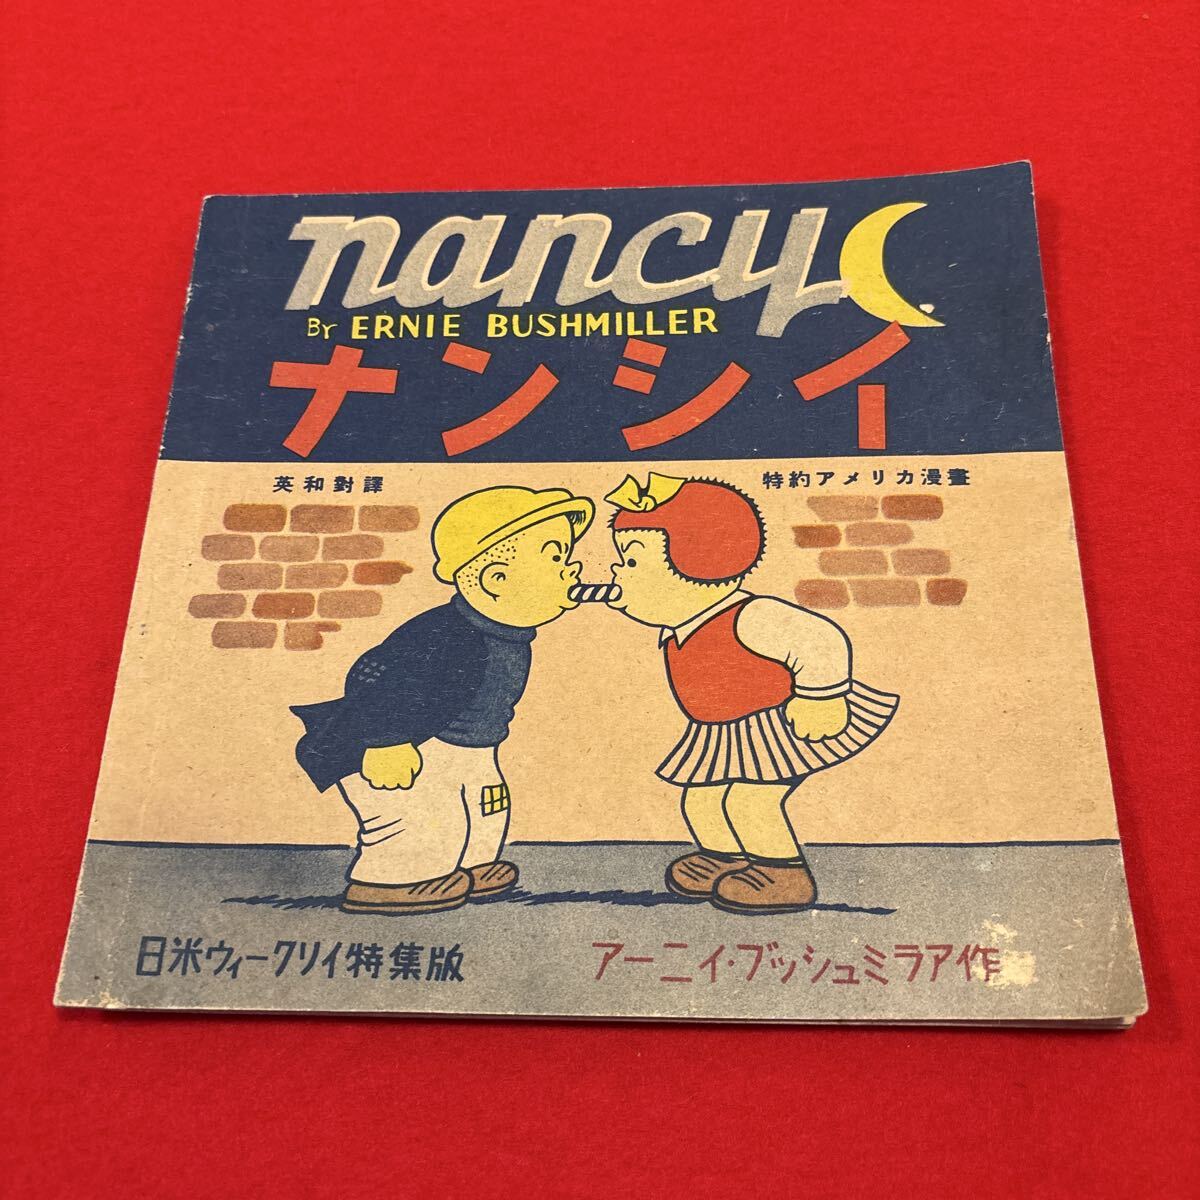 nancy
By ERNIE BUSHMILLER
ナンシイ
英和對譯
特約アメリカ漫畫
日米ウィークリイ特集版
アーニイ・ブッシュミラア作